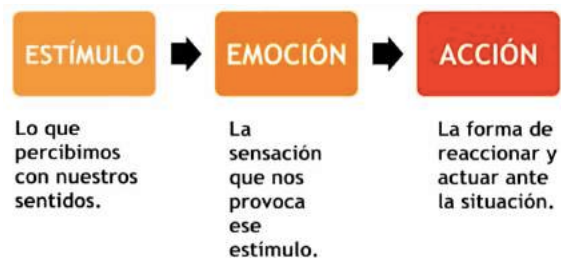 ESTÍMULO
EMOCIÓN
ACCIÓN
Lo que
percibimos
con nuestros
sentidos.
La
sensación
que nos
provoca
ese
estímulo.
La forma de
reaccionar y
actuar ante
la situación.